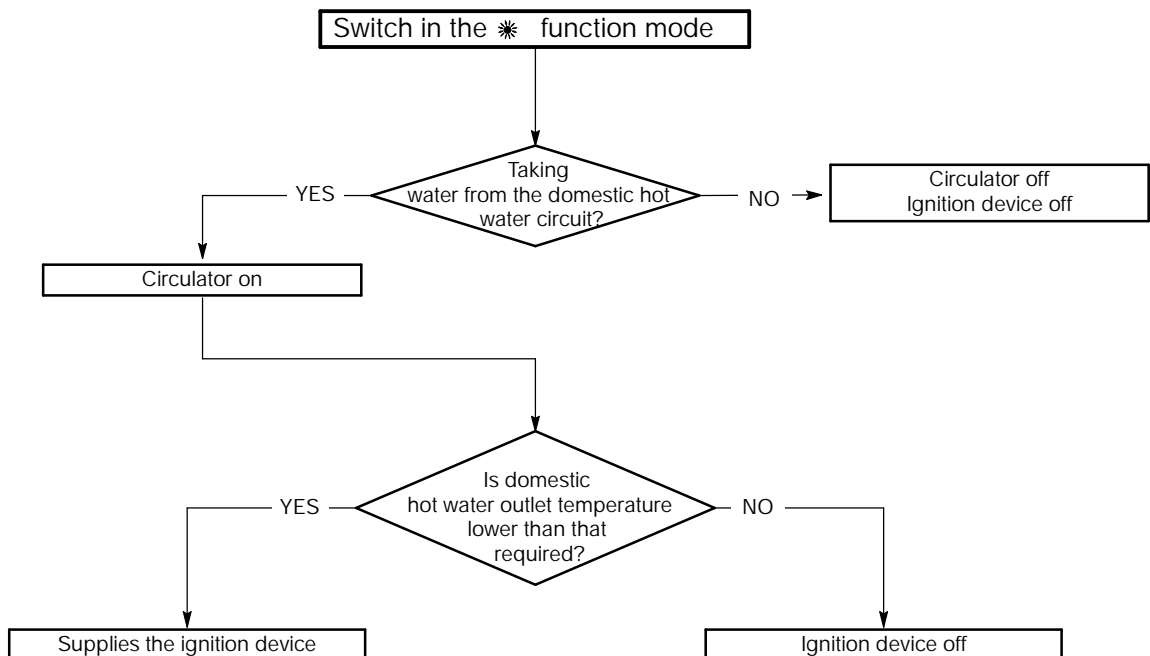 Switch in the ☀ function mode
Taking
water from the domestic hot
water circuit?
YES
NO
Circulator off
Ignition device off
Circulator on
Is domestic
hot water outlet temperature
lower than that
required?
YES
NO
Supplies the ignition device
Ignition device off